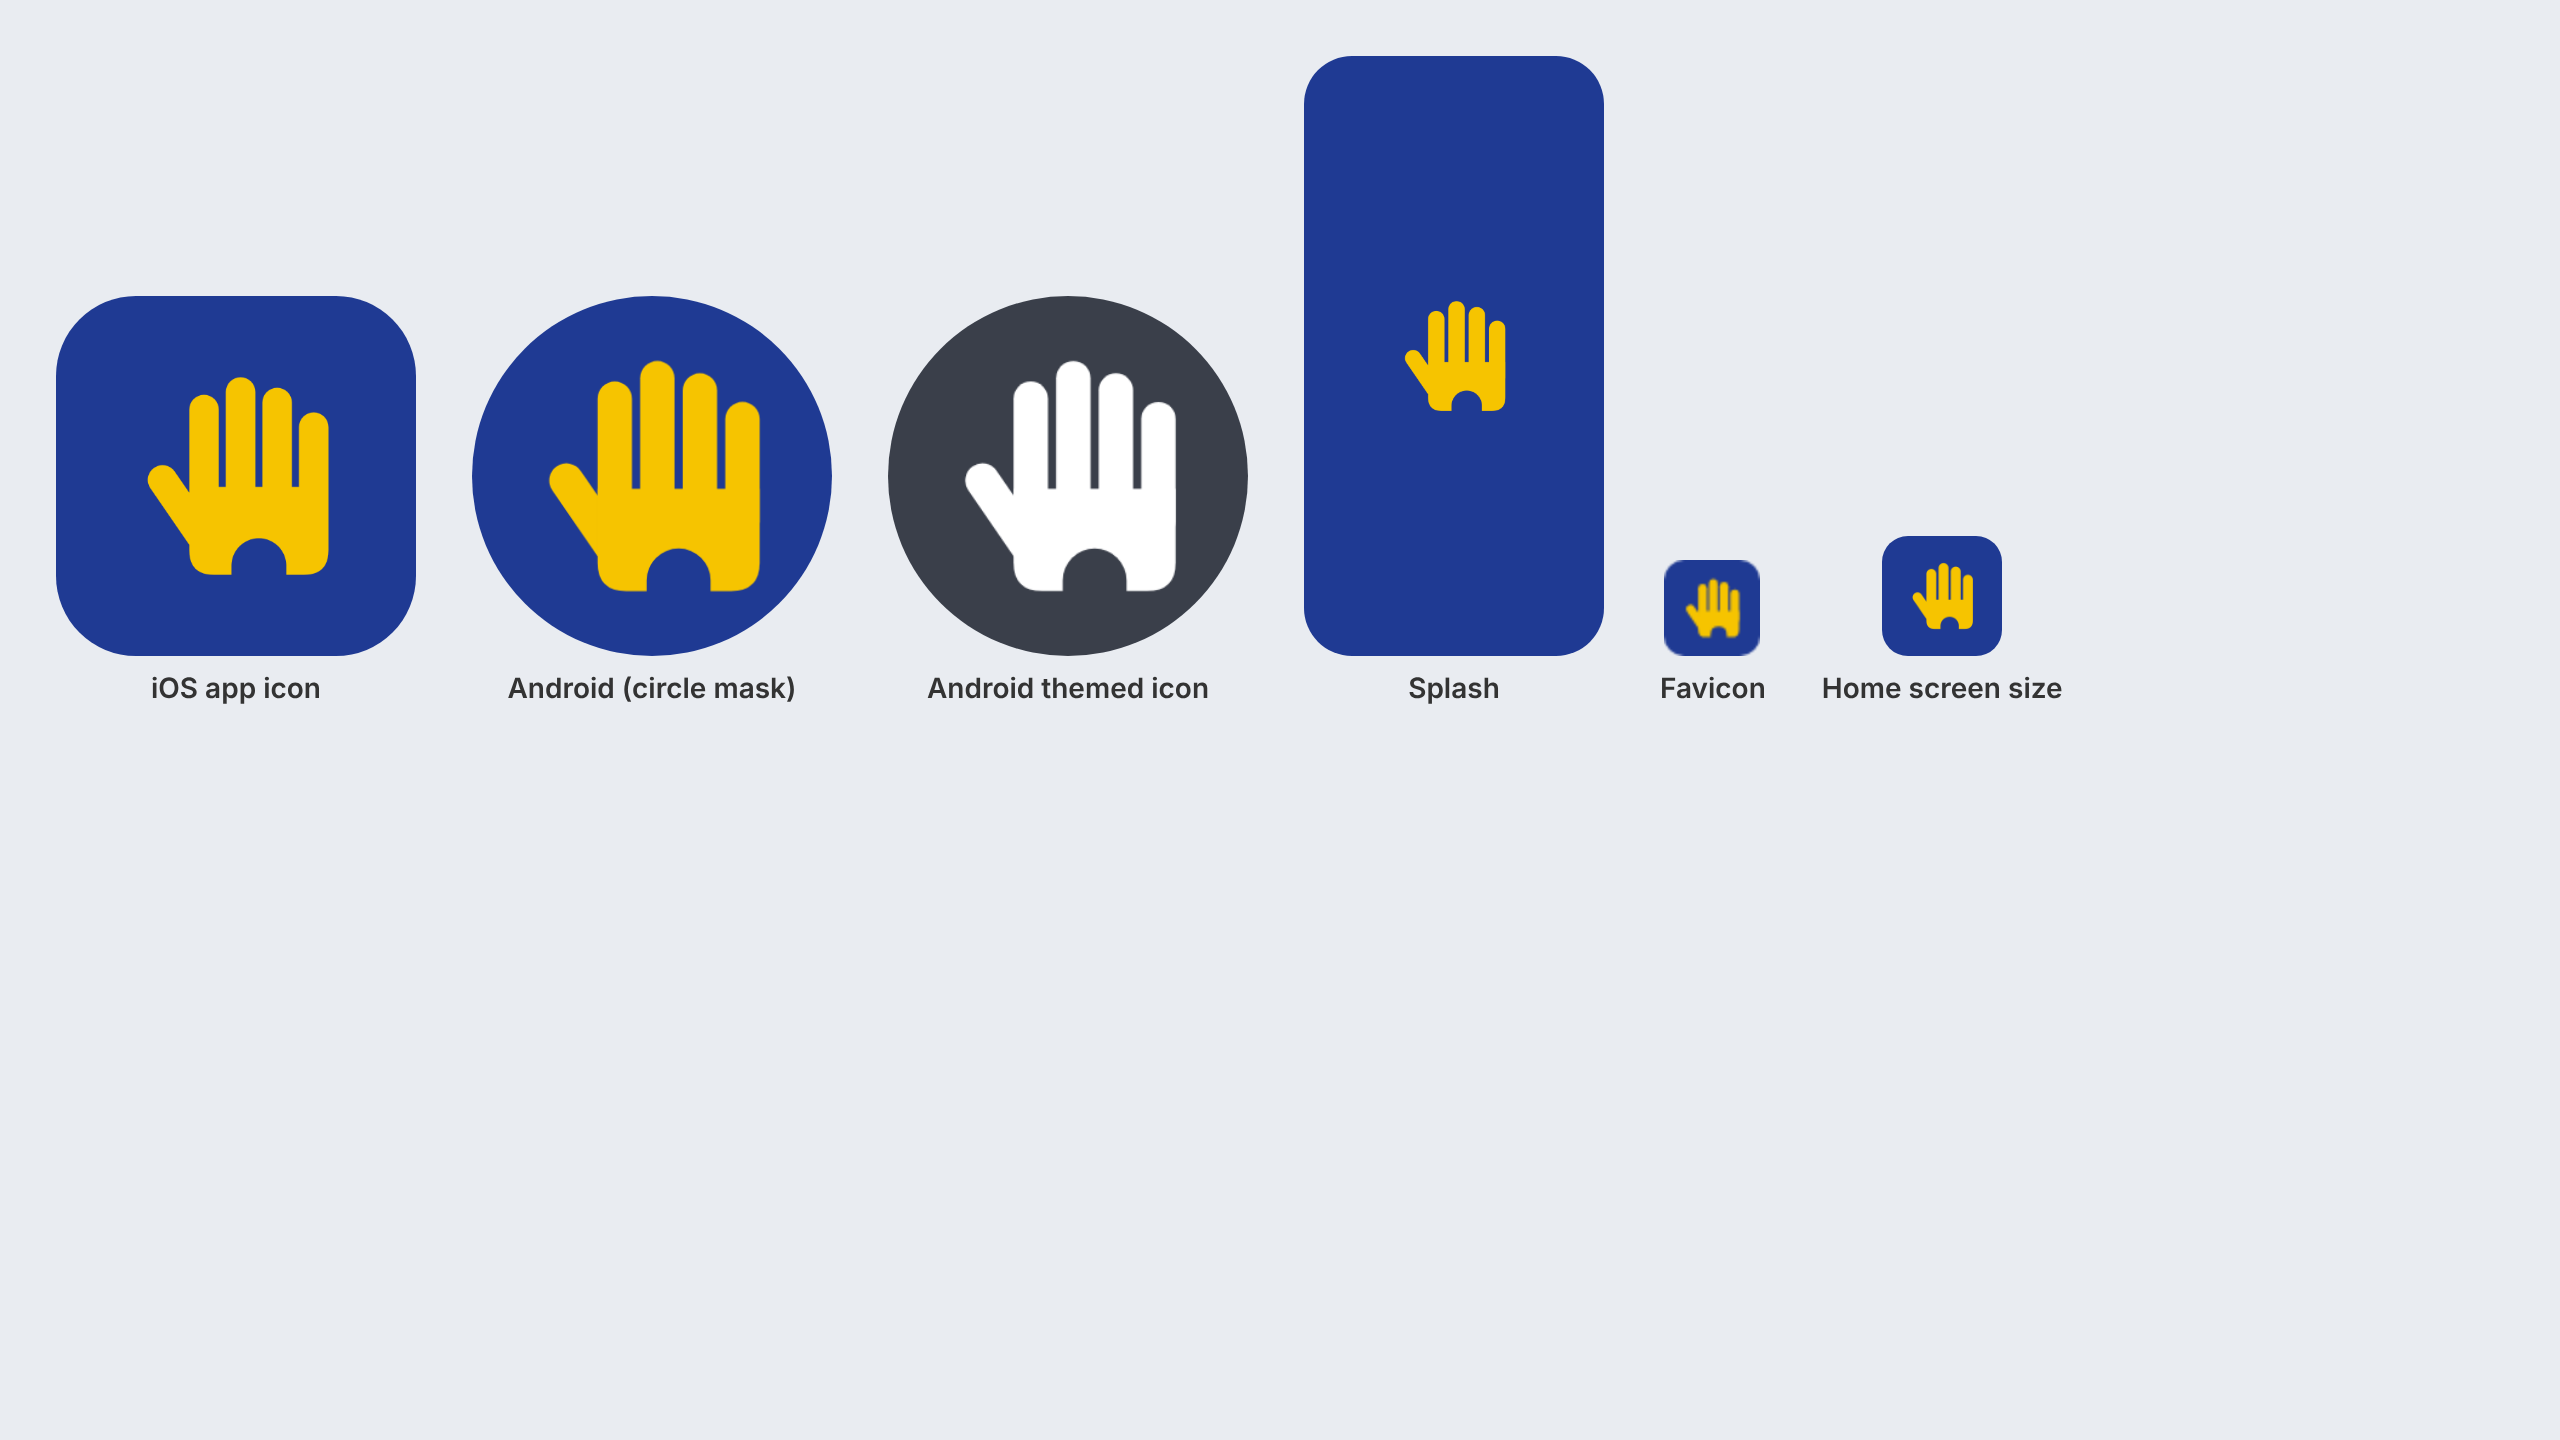 iOS app icon
Android (circle mask)
Android themed icon
Splash
Favicon
Home screen size